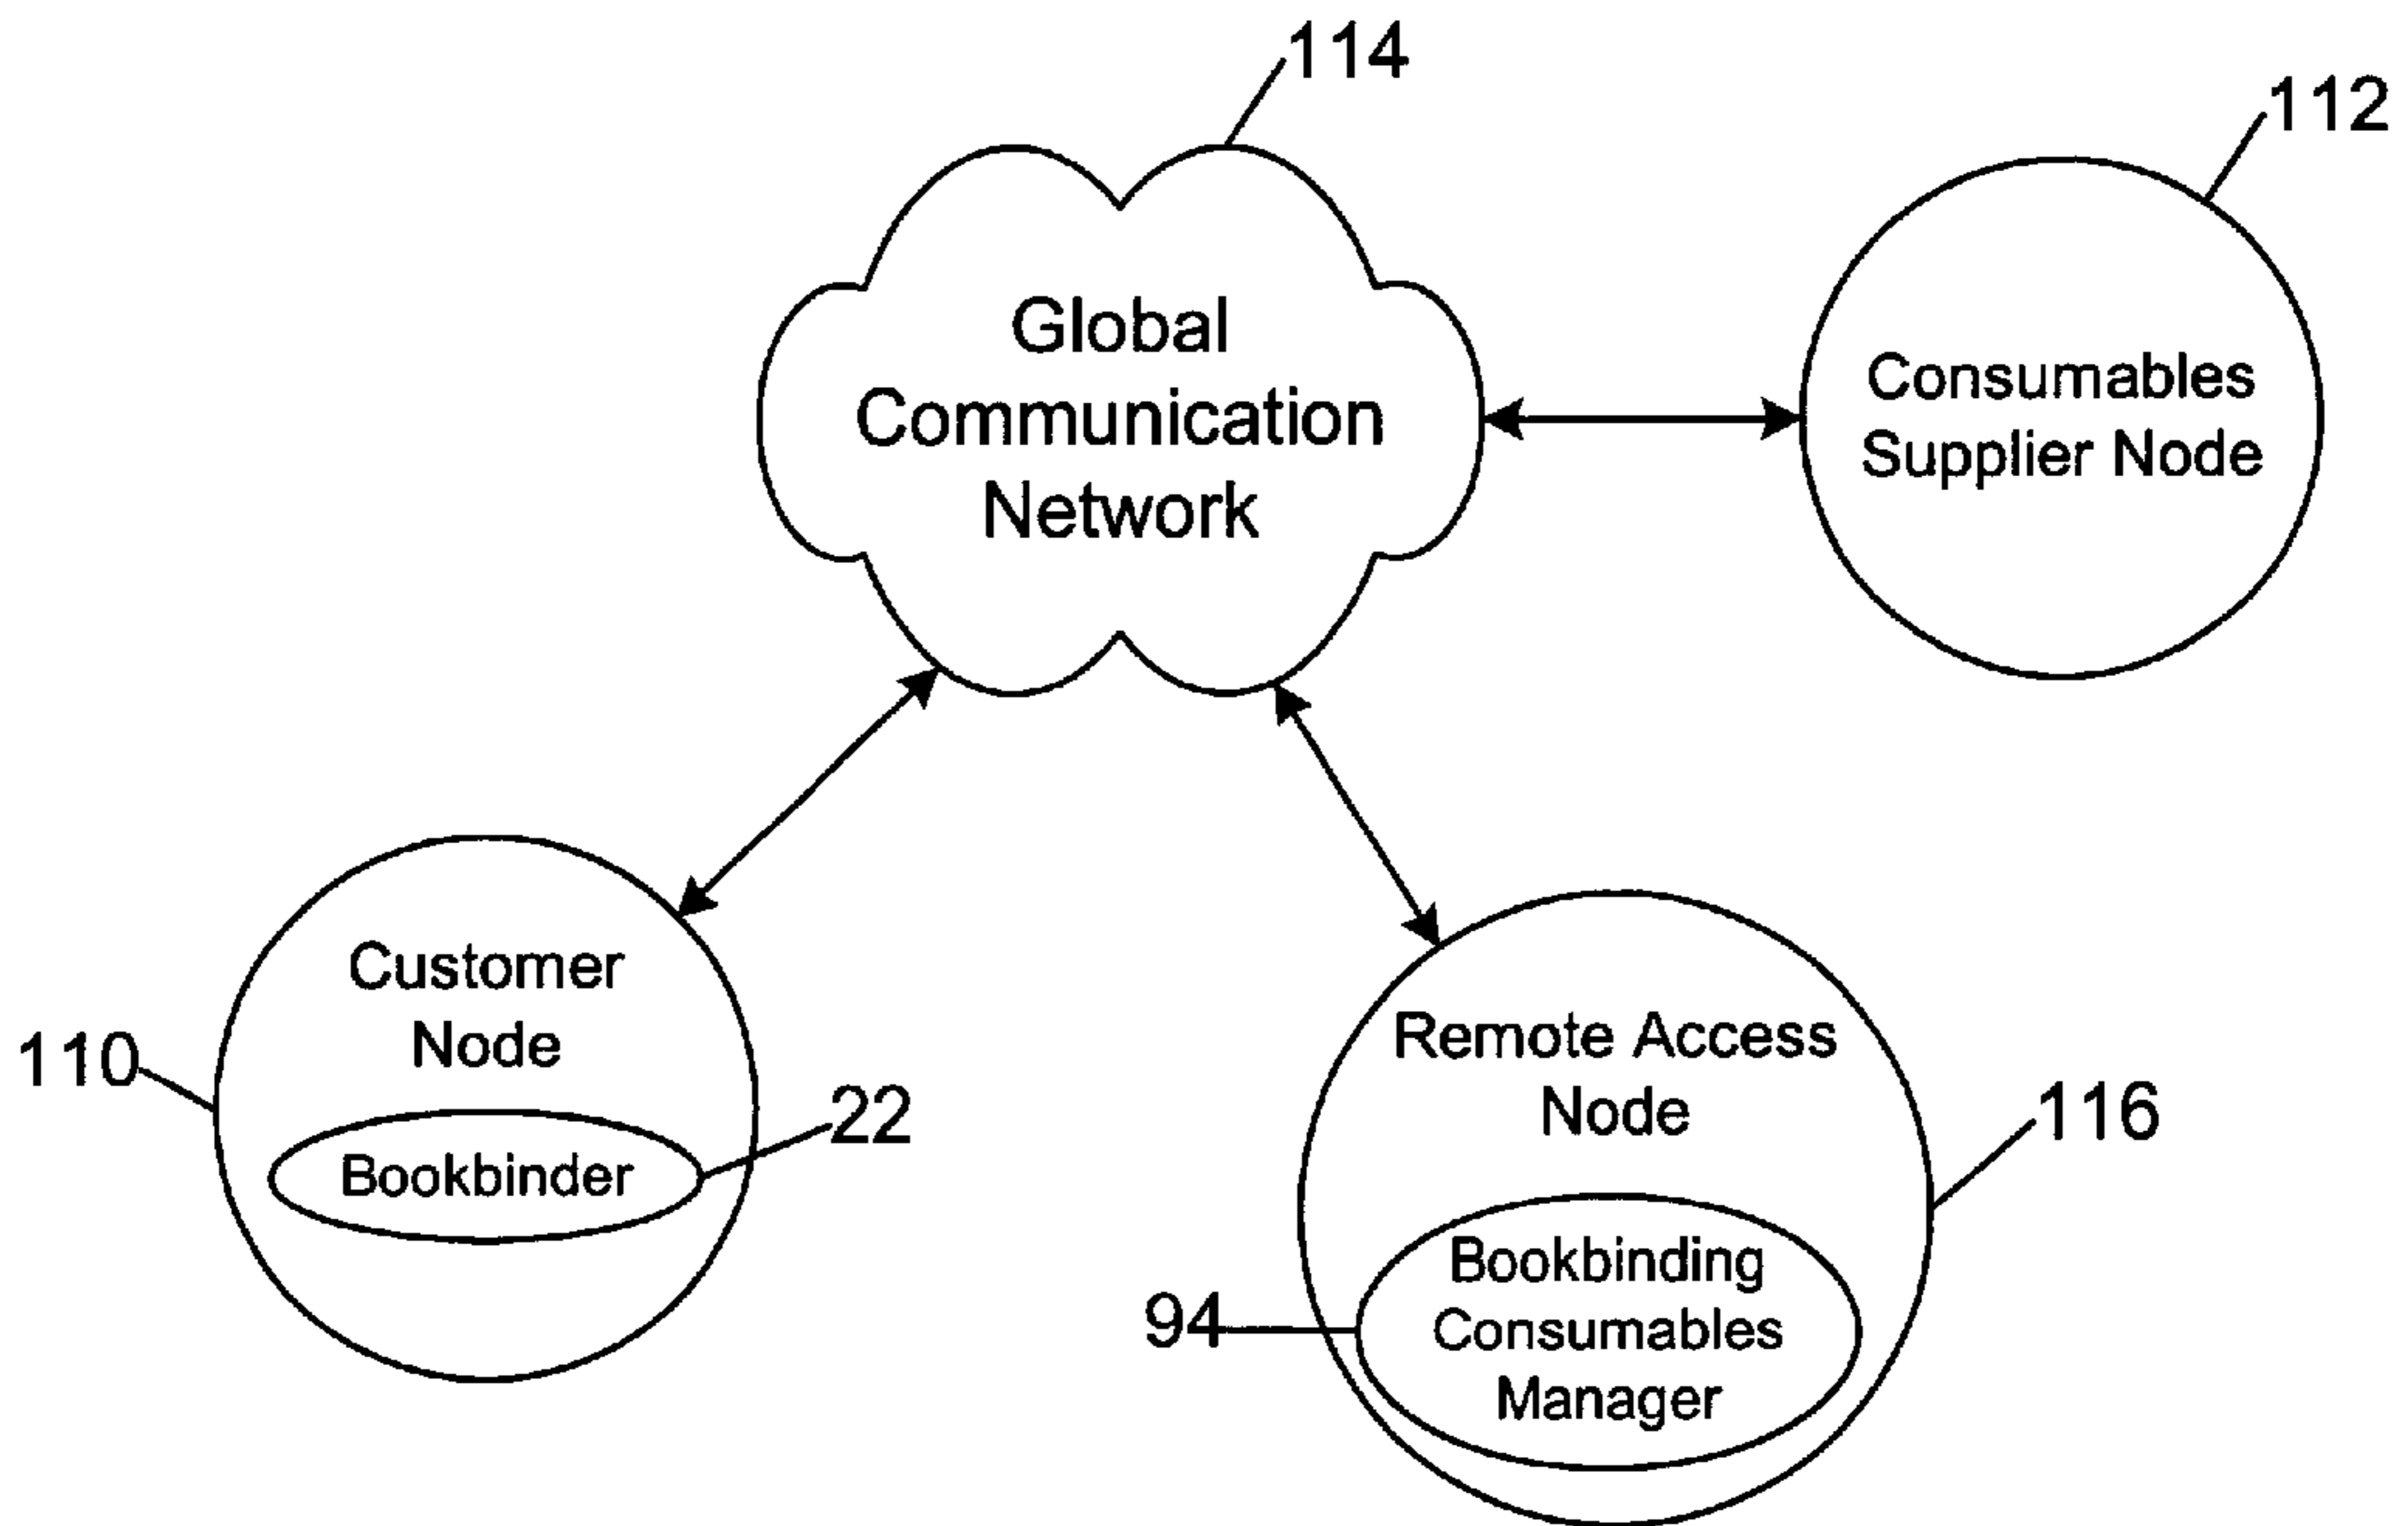 114
112
Global
Communication
Network
Consumables
Supplier Node
Customer
Node
110
22
Bookbinder
Remote Access
Node
116
Bookbinding
Consumables
Manager
94